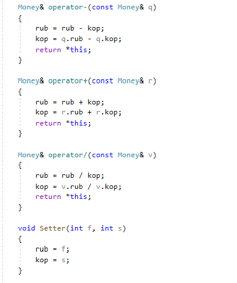 Money& operator-(const Money& q)
{
rub = rub - kop;
kop = q.rub - q.kop;
return *this;
}
Money& operator+(const Money& r)
{
rub = rub + kop;
kop = r.rub + r.kop;
return *this;
}
Money& operator/(const Money& v)
{
rub = rub / kop;
kop = v.rub / v.kop;
return *this;
}
void Setter(int f, int s)
{
rub = f;
kop = s;
}